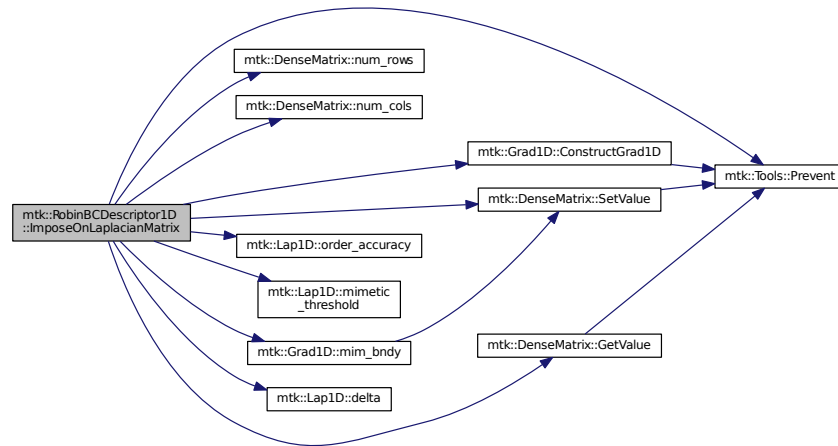 mtk::DenseMatrix::num_rows
mtk::DenseMatrix::num_cols
mtk::Grad1D::ConstructGrad1D
mtk::Tools::Prevent
mtk::DenseMatrix::SetValue
mtk::RobinBCDescriptor1D
::ImposeOnLaplacianMatrix
mtk::Lap1D::order_accuracy
mtk::Lap1D::mimetic
_threshold
mtk::Grad1D::mim_bndy
mtk::DenseMatrix::GetValue
mtk::Lap1D::delta